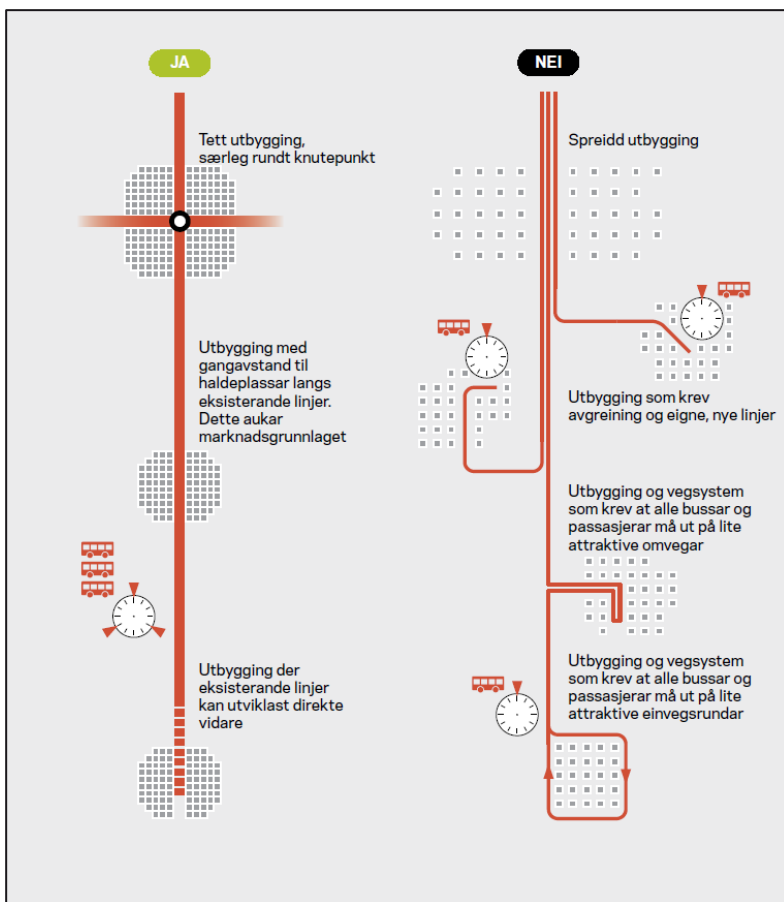 JA
Tett utbygging,
særleg rundt knutepunkt
Utbygging med
gangavstand til
haldeplassar langs
eksisterande linjer.
Dette aukar
marknadsgrunnlaget
Utbygging der
eksisterande linjer
kan utviklast direkte
vidare
NEI
Spreidd utbygging
Utbygging som krev
avgreining og eigne, nye linjer
Utbygging og vegsystem
som krev at alle bussar og
passasjerar må ut på lite
attraktive omvegar
Utbygging og vegsystem
som krev at alle bussar og
passasjerar må ut på lite
attraktive einvegsrundar